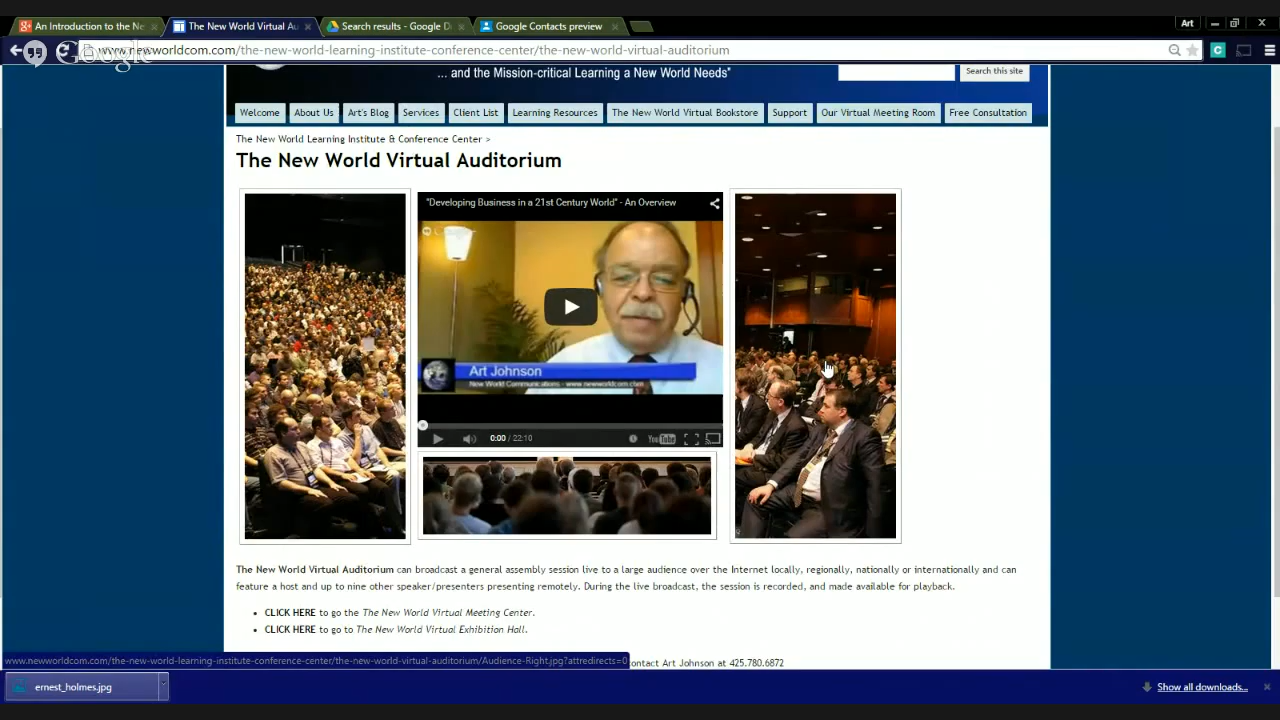 An Introduction to the Ne
The New World Virtual Au
Search results - Google D
Google Contacts preview
Art
www.newworldcom.com/the-new-world-learning-institute-conference-center/the-new-world-virtual-auditorium
Google
... and the Mission-critical Learning a New World Needs"
Search this site
Welcome
About Us
Art's Blog
Services
Client List
Learning Resources
The New World Virtual Bookstore
Support
Our Virtual Meeting Room
Free Consultation
The New World Learning Institute & Conference Center >
The New World Virtual Auditorium
"Developing Business in a 21st Century World" - An Overview
Art Johnson
New World Communications - www.newworldcom.com
0:00 / 22:10
YouTube
The New World Virtual Auditorium can broadcast a general assembly session live to a large audience over the Internet locally, regionally, nationally or internationally and can
feature a host and up to nine other speaker/presenters presenting remotely. During the live broadcast, the session is recorded, and made available for playback.
• CLICK HERE to go the The New World Virtual Meeting Center.
• CLICK HERE to go to The New World Virtual Exhibition Hall.
www.newworldcom.com/the-new-world-learning-institute-conference-center/the-new-world-virtual-auditorium/Audience-Right.jpg?attredirects=0
ontact Art Johnson at 425.780.6872
ernest_holmes.jpg
Show all downloads...